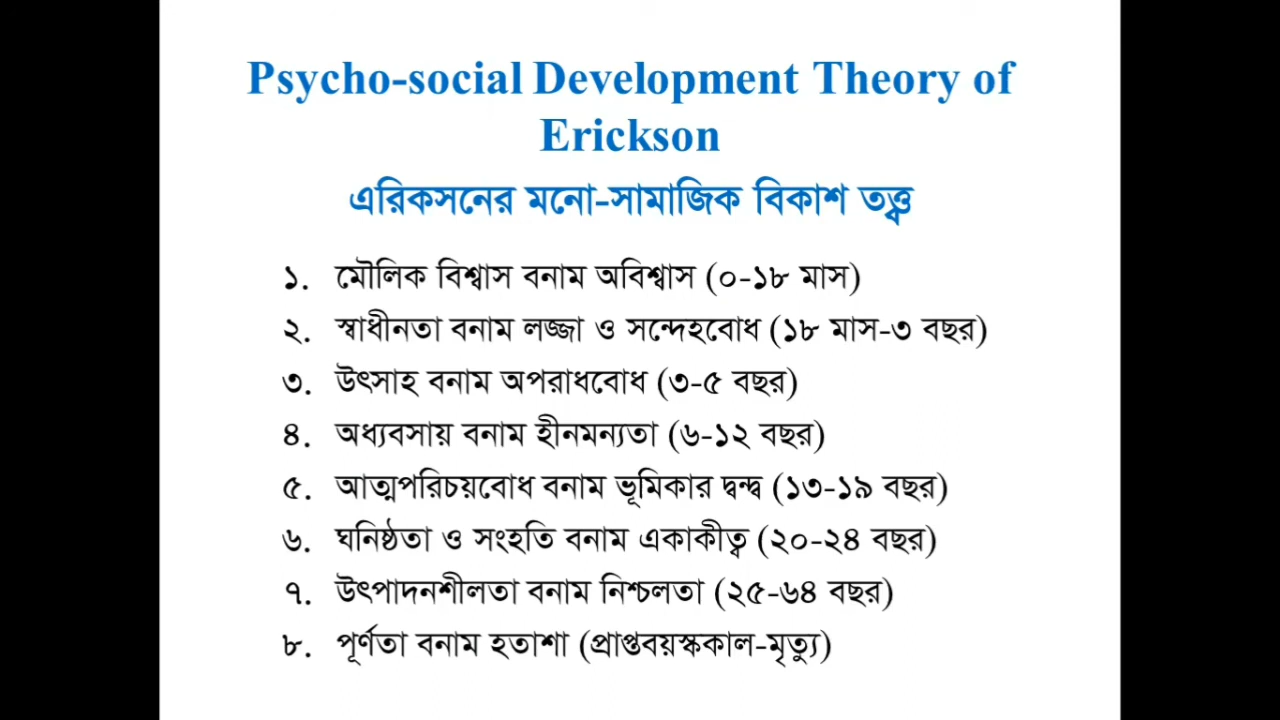 Psycho-social Development Theory of
Erickson
এরিকসনের মনো-সামাজিক বিকাশ তত্ত্ব
১. মৌলিক বিশ্বাস বনাম অবিশ্বাস (০-১৮ মাস)
২. স্বাধীনতা বনাম লজ্জা ও সন্দেহবোধ (১৮ মাস-৩ বছর)
৩. উৎসাহ বনাম অপরাধবোধ (৩-৫ বছর)
৪. অধ্যবসায় বনাম হীনমন্যতা (৬-১২ বছর)
৫. আত্মপরিচয়বোধ বনাম ভূমিকার দ্বন্দ্ব (১৩-১৯ বছর)
৬. ঘনিষ্ঠতা ও সংহতি বনাম একাকীত্ব (২০-২৪ বছর)
৭. উৎপাদনশীলতা বনাম নিশ্চলতা (২৫-৬৪ বছর)
৮. পূর্ণতা বনাম হতাশা (প্রাপ্তবয়স্ককাল-মৃত্যু)